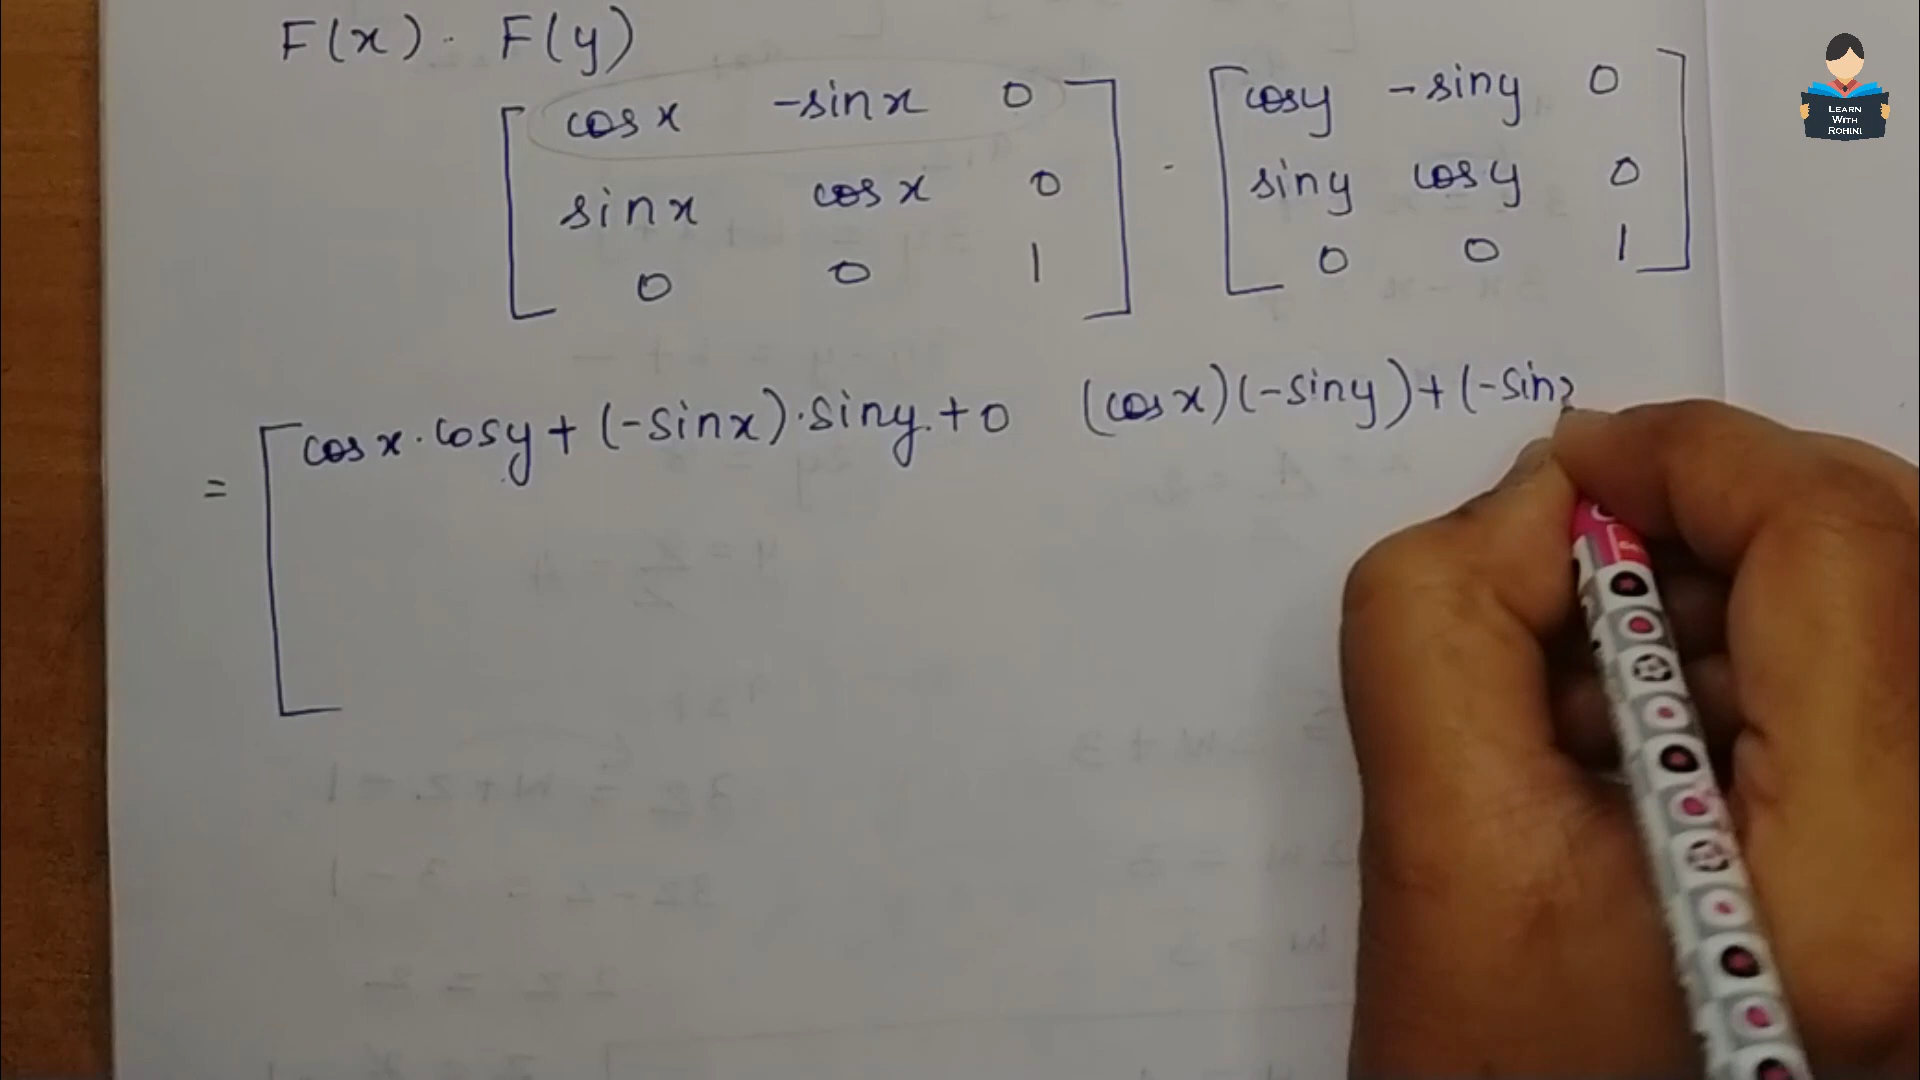 F(x) . F(y)
[ cos x -sin x 0 ] . [ cos y -sin y 0 ]
[ sin x cos x 0 ] [ sin y cos y 0 ]
[ 0 0 1 ] [ 0 0 1 ]
= [ cos x . cos y + (-sin x) . sin y + 0 (cos x)(-sin y) + (-sin
LEARN
WITH
ROHINI